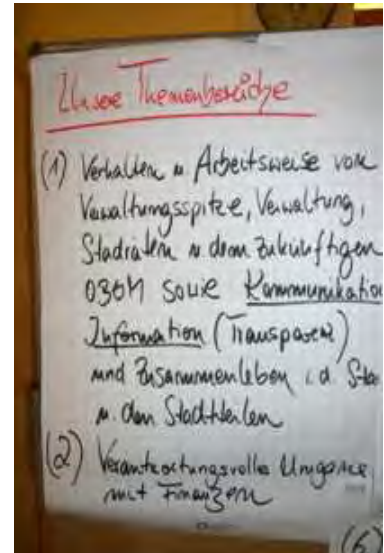 Unsere Themenbereiche
(1) Verhalten u. Arbeitsweise von
Verwaltungsspitze, Verwaltung,
Stadräten u. dem zukünftigen
OBM sowie Kommunikation
Information (Transparenz)
und Zusammenleben i.d. Sta
u. den Stadtteilen
(2) Verantwortungsvolle Umgang
mit Finanzen
(6)